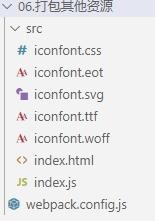 06.打包其他资源
src
iconfont.css
iconfont.eot
iconfont.svg
iconfont.ttf
iconfont.woff
index.html
index.js
webpack.config.js